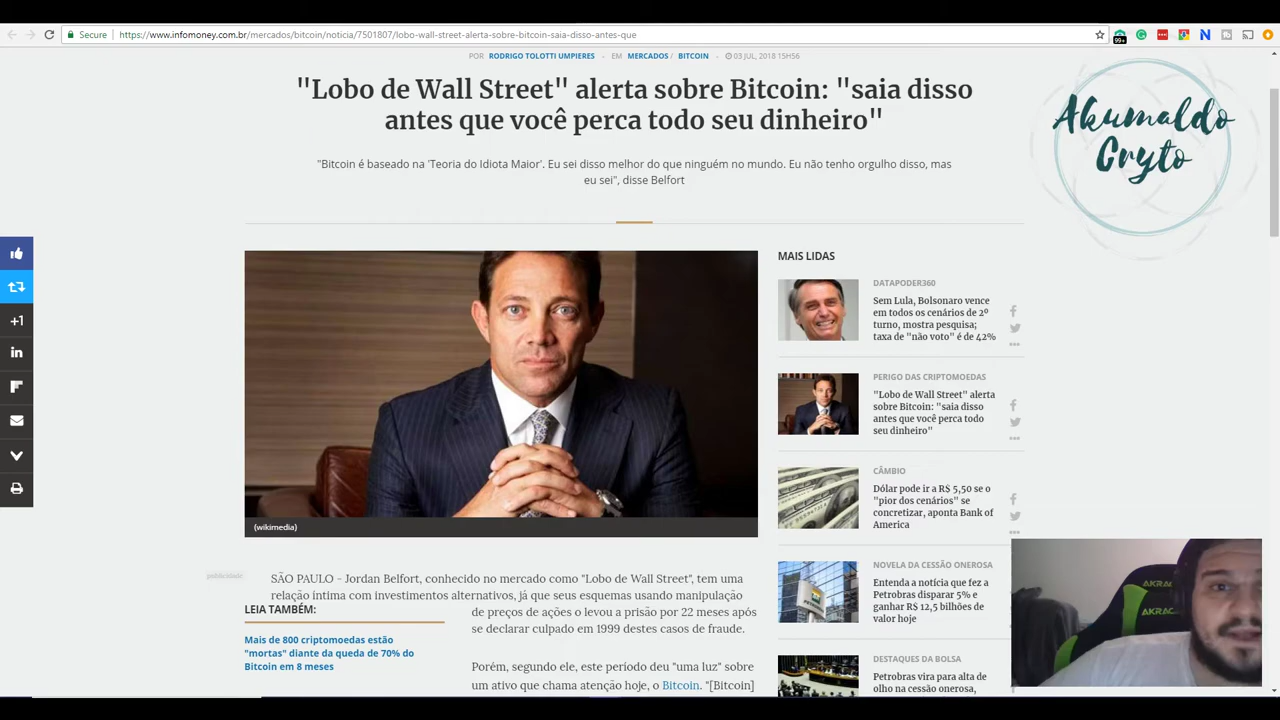 Secure
https://www.infomoney.com.br/mercados/bitcoin/noticia/7501807/lobo-wall-street-alerta-sobre-bitcoin-saia-disso-antes-que
99+
POR RODRIGO TOLOTTI UMPIERES - EM MERCADOS / BITCOIN - 03 JUL, 2018 15H56
"Lobo de Wall Street" alerta sobre Bitcoin: "saia disso
antes que você perca todo seu dinheiro"
"Bitcoin é baseado na 'Teoria do Idiota Maior'. Eu sei disso melhor do que ninguém no mundo. Eu não tenho orgulho disso, mas
eu sei", disse Belfort
Akumaldo
Cryto
+1
in
(wikimedia)
publicidade
SÃO PAULO - Jordan Belfort, conhecido no mercado como "Lobo de Wall Street", tem uma
relação íntima com investimentos alternativos, já que seus esquemas usando manipulação
de preços de ações o levou a prisão por 22 meses após
se declarar culpado em 1999 destes casos de fraude.
Porém, segundo ele, este período deu "uma luz" sobre
um ativo que chama atenção hoje, o Bitcoin. "[Bitcoin]
LEIA TAMBÉM:
Mais de 800 criptomoedas estão
"mortas" diante da queda de 70% do
Bitcoin em 8 meses
MAIS LIDAS
DATAPODER360
Sem Lula, Bolsonaro vence
em todos os cenários de 2º
turno, mostra pesquisa;
taxa de "não voto" é de 42%
PERIGO DAS CRIPTOMOEDAS
"Lobo de Wall Street" alerta
sobre Bitcoin: "saia disso
antes que você perca todo
seu dinheiro"
CÂMBIO
Dólar pode ir a R$ 5,50 se o
"pior dos cenários" se
concretizar, aponta Bank of
America
NOVELA DA CESSÃO ONEROSA
Entenda a notícia que fez a
Petrobras disparar 5% e
ganhar R$ 12,5 bilhões de
valor hoje
DESTAQUES DA BOLSA
Petrobras vira para alta de
olho na cessão onerosa,
AKRAC